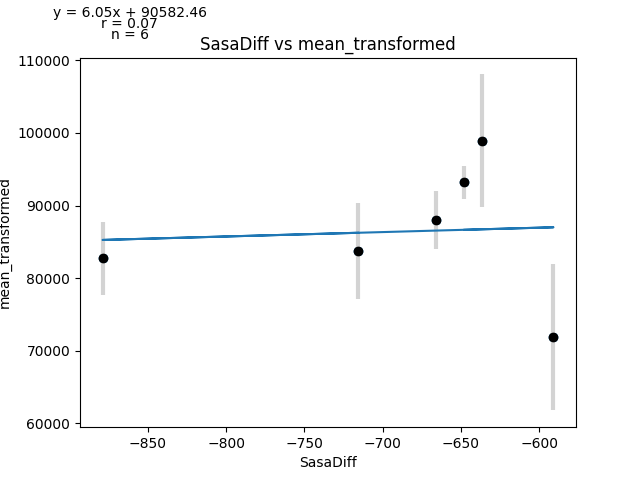 y = 6.05x + 90582.46
r = 0.07
n = 6
SasaDiff vs mean_transformed
110000
100000
90000
80000
70000
60000
mean_transformed
−850
−800
−750
−700
−650
−600
SasaDiff